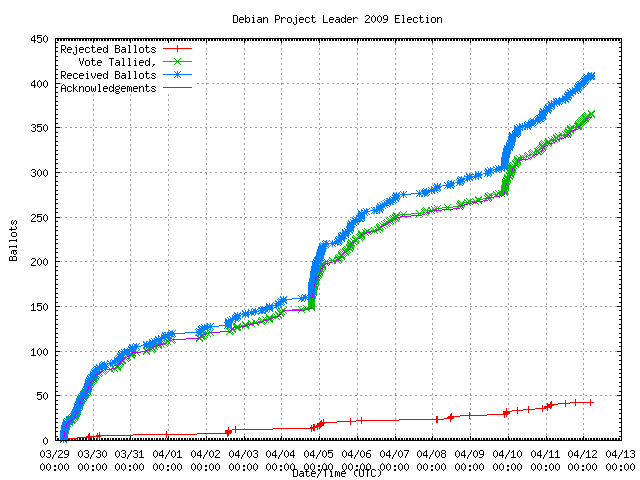 Debian Project Leader 2009 Election
450
400
350
300
250
200
150
100
50
0
Ballots
Rejected Ballots
Vote Tallied,
Received Ballots
Acknowledgements
03/29 03/30 03/31 04/01 04/02 04/03 04/04 04/05 04/06 04/07 04/08 04/09 04/10 04/11 04/12 04/13
00:00 00:00 00:00 00:00 00:00 00:00 00:00 00:00 00:00 00:00 00:00 00:00 00:00 00:00 00:00 00:00
Date/Time (UTC)